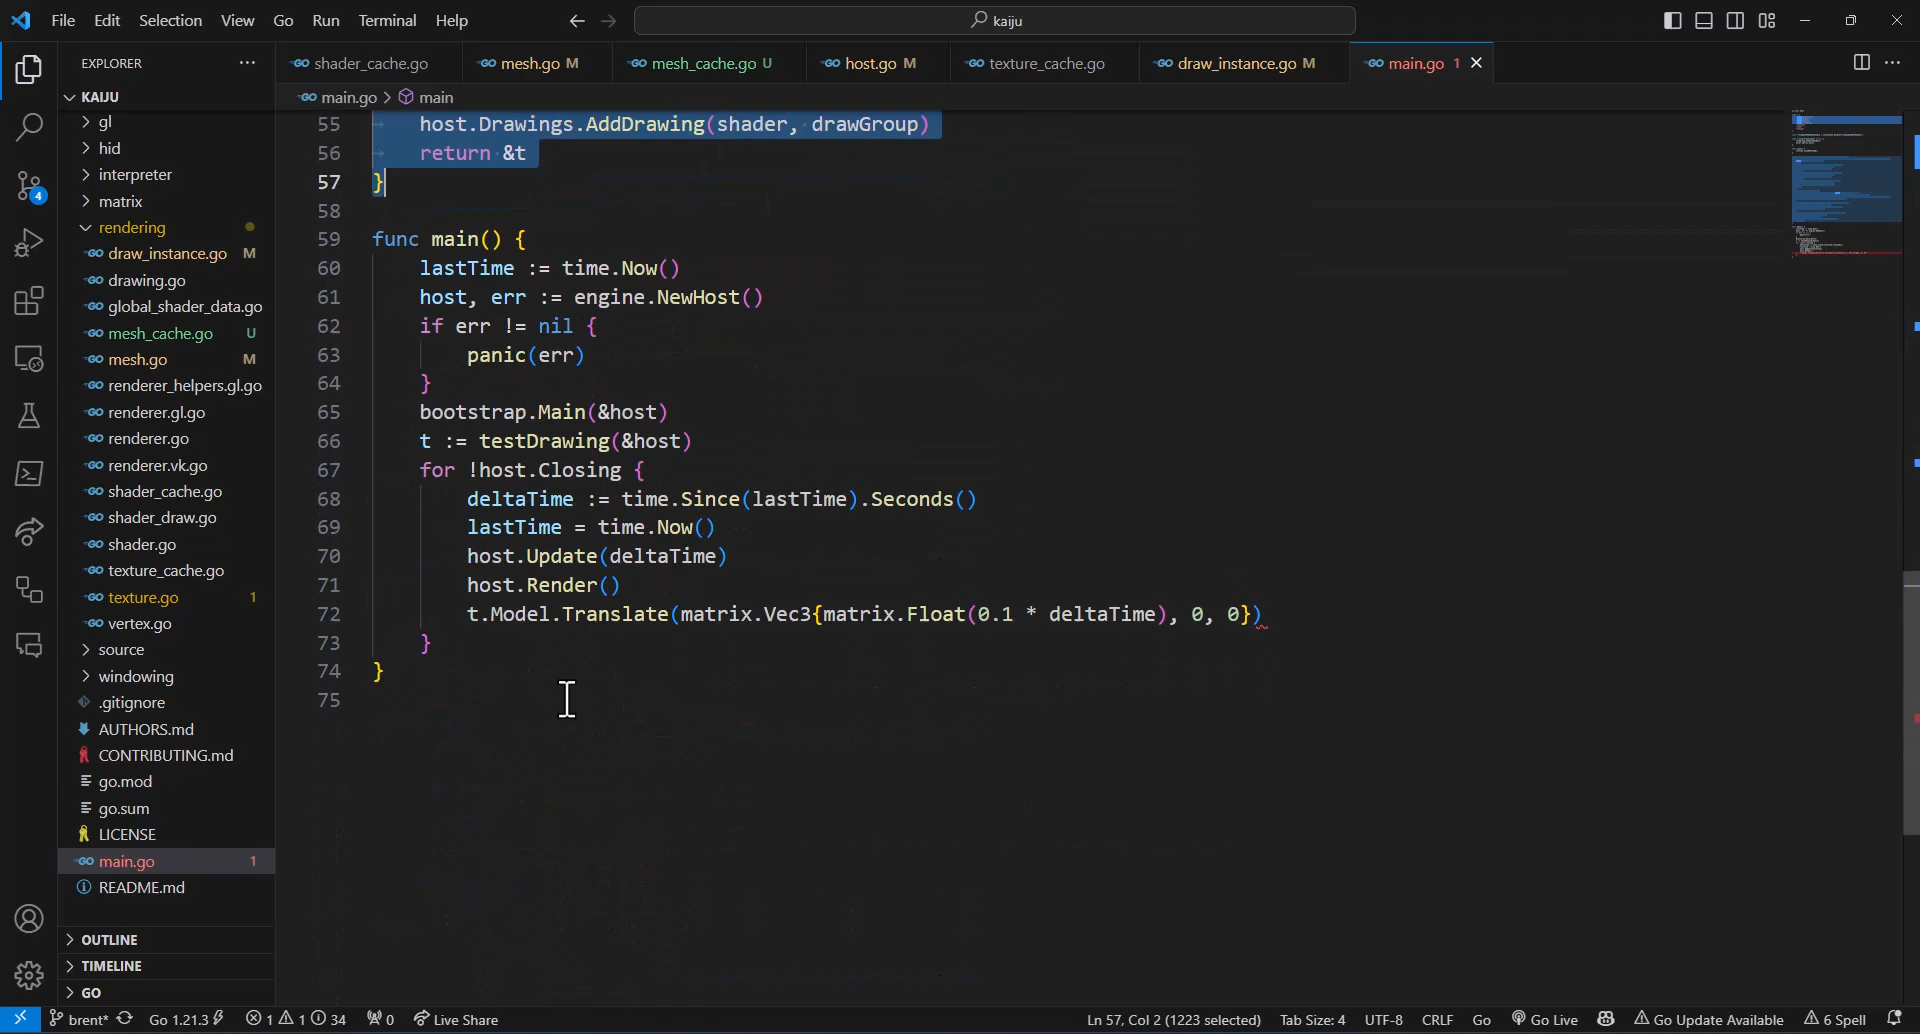 File Edit Selection View Go Run Terminal Help
kaiju
EXPLORER
shader_cache.go
mesh.go M
mesh_cache.go U
host.go M
texture_cache.go
draw_instance.go M
main.go 1
KAIJU
main.go > main
gl
hid
interpreter
matrix
rendering
draw_instance.go M
drawing.go
global_shader_data.go
mesh_cache.go U
mesh.go M
renderer_helpers.gl.go
renderer.gl.go
renderer.go
renderer.vk.go
shader_cache.go
shader_draw.go
shader.go
texture_cache.go
texture.go 1
vertex.go
source
windowing
.gitignore
AUTHORS.md
CONTRIBUTING.md
go.mod
go.sum
LICENSE
main.go 1
README.md
OUTLINE
TIMELINE
GO
55 host.Drawings.AddDrawing(shader, drawGroup)
56 return &t
57 }
58
59 func main() {
60 lastTime := time.Now()
61 host, err := engine.NewHost()
62 if err != nil {
63 panic(err)
64 }
65 bootstrap.Main(&host)
66 t := testDrawing(&host)
67 for !host.Closing {
68 deltaTime := time.Since(lastTime).Seconds()
69 lastTime = time.Now()
70 host.Update(deltaTime)
71 host.Render()
72 t.Model.Translate(matrix.Vec3{matrix.Float(0.1 * deltaTime), 0, 0})
73 }
74 }
75
4
brent* Go 1.21.3 1 1 34 0 Live Share Ln 57, Col 2 (1223 selected) Tab Size: 4 UTF-8 CRLF Go Go Live Go Update Available 6 Spell